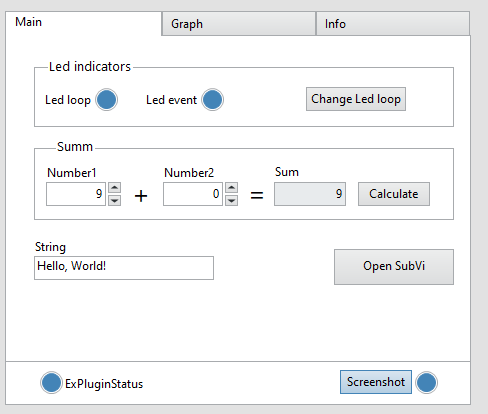 Main Graph Info
Led indicators
Led loop Led event Change Led loop
Summ
Number1 Number2 Sum
9 + 0 = 9 Calculate
String
Hello, World!
Open SubVi
ExPluginStatus Screenshot